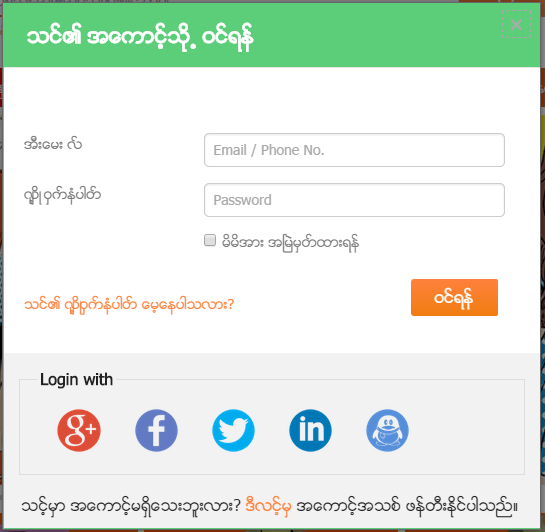 သင်၏ အကောင့်သို့ ဝင်ရန်
အီးမေး လ်
Email / Phone No.
လျှို့ဝှက်နံပါတ်
Password
မိမိအား အမြဲမှတ်ထားရန်
သင်၏ လျှို့ဝှက်နံပါတ် မေ့နေပါသလား?
ဝင်ရန်
Login with
သင့်မှာ အကောင့်မရှိသေးဘူးလား? ဒီလင့်မှ အကောင့်အသစ် ဖန်တီးနိုင်ပါသည်။